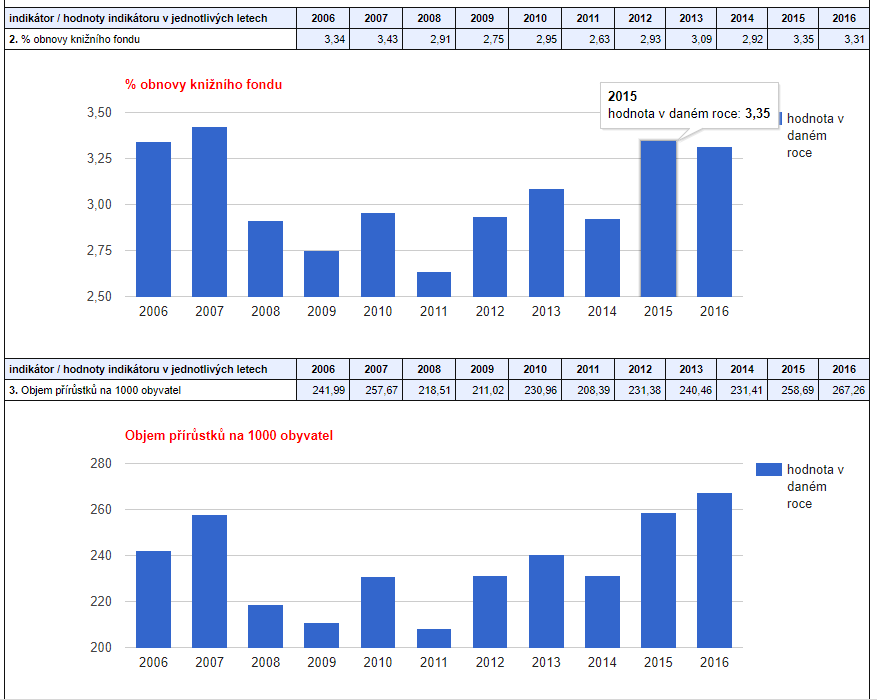 indikátor / hodnoty indikátoru v jednotlivých letech 2006 2007 2008 2009 2010 2011 2012 2013 2014 2015 2016
2. % obnovy knižního fondu 3,34 3,43 2,91 2,75 2,95 2,63 2,93 3,09 2,92 3,35 3,31
% obnovy knižního fondu
2015
hodnota v daném roce: 3,35
hodnota v
daném
roce
3,50
3,25
3,00
2,75
2,50
2006 2007 2008 2009 2010 2011 2012 2013 2014 2015 2016
indikátor / hodnoty indikátoru v jednotlivých letech 2006 2007 2008 2009 2010 2011 2012 2013 2014 2015 2016
3. Objem přírůstků na 1000 obyvatel 241,99 257,67 218,51 211,02 230,96 208,39 231,38 240,46 231,41 258,69 267,26
Objem přírůstků na 1000 obyvatel
hodnota v
daném
roce
280
260
240
220
200
2006 2007 2008 2009 2010 2011 2012 2013 2014 2015 2016